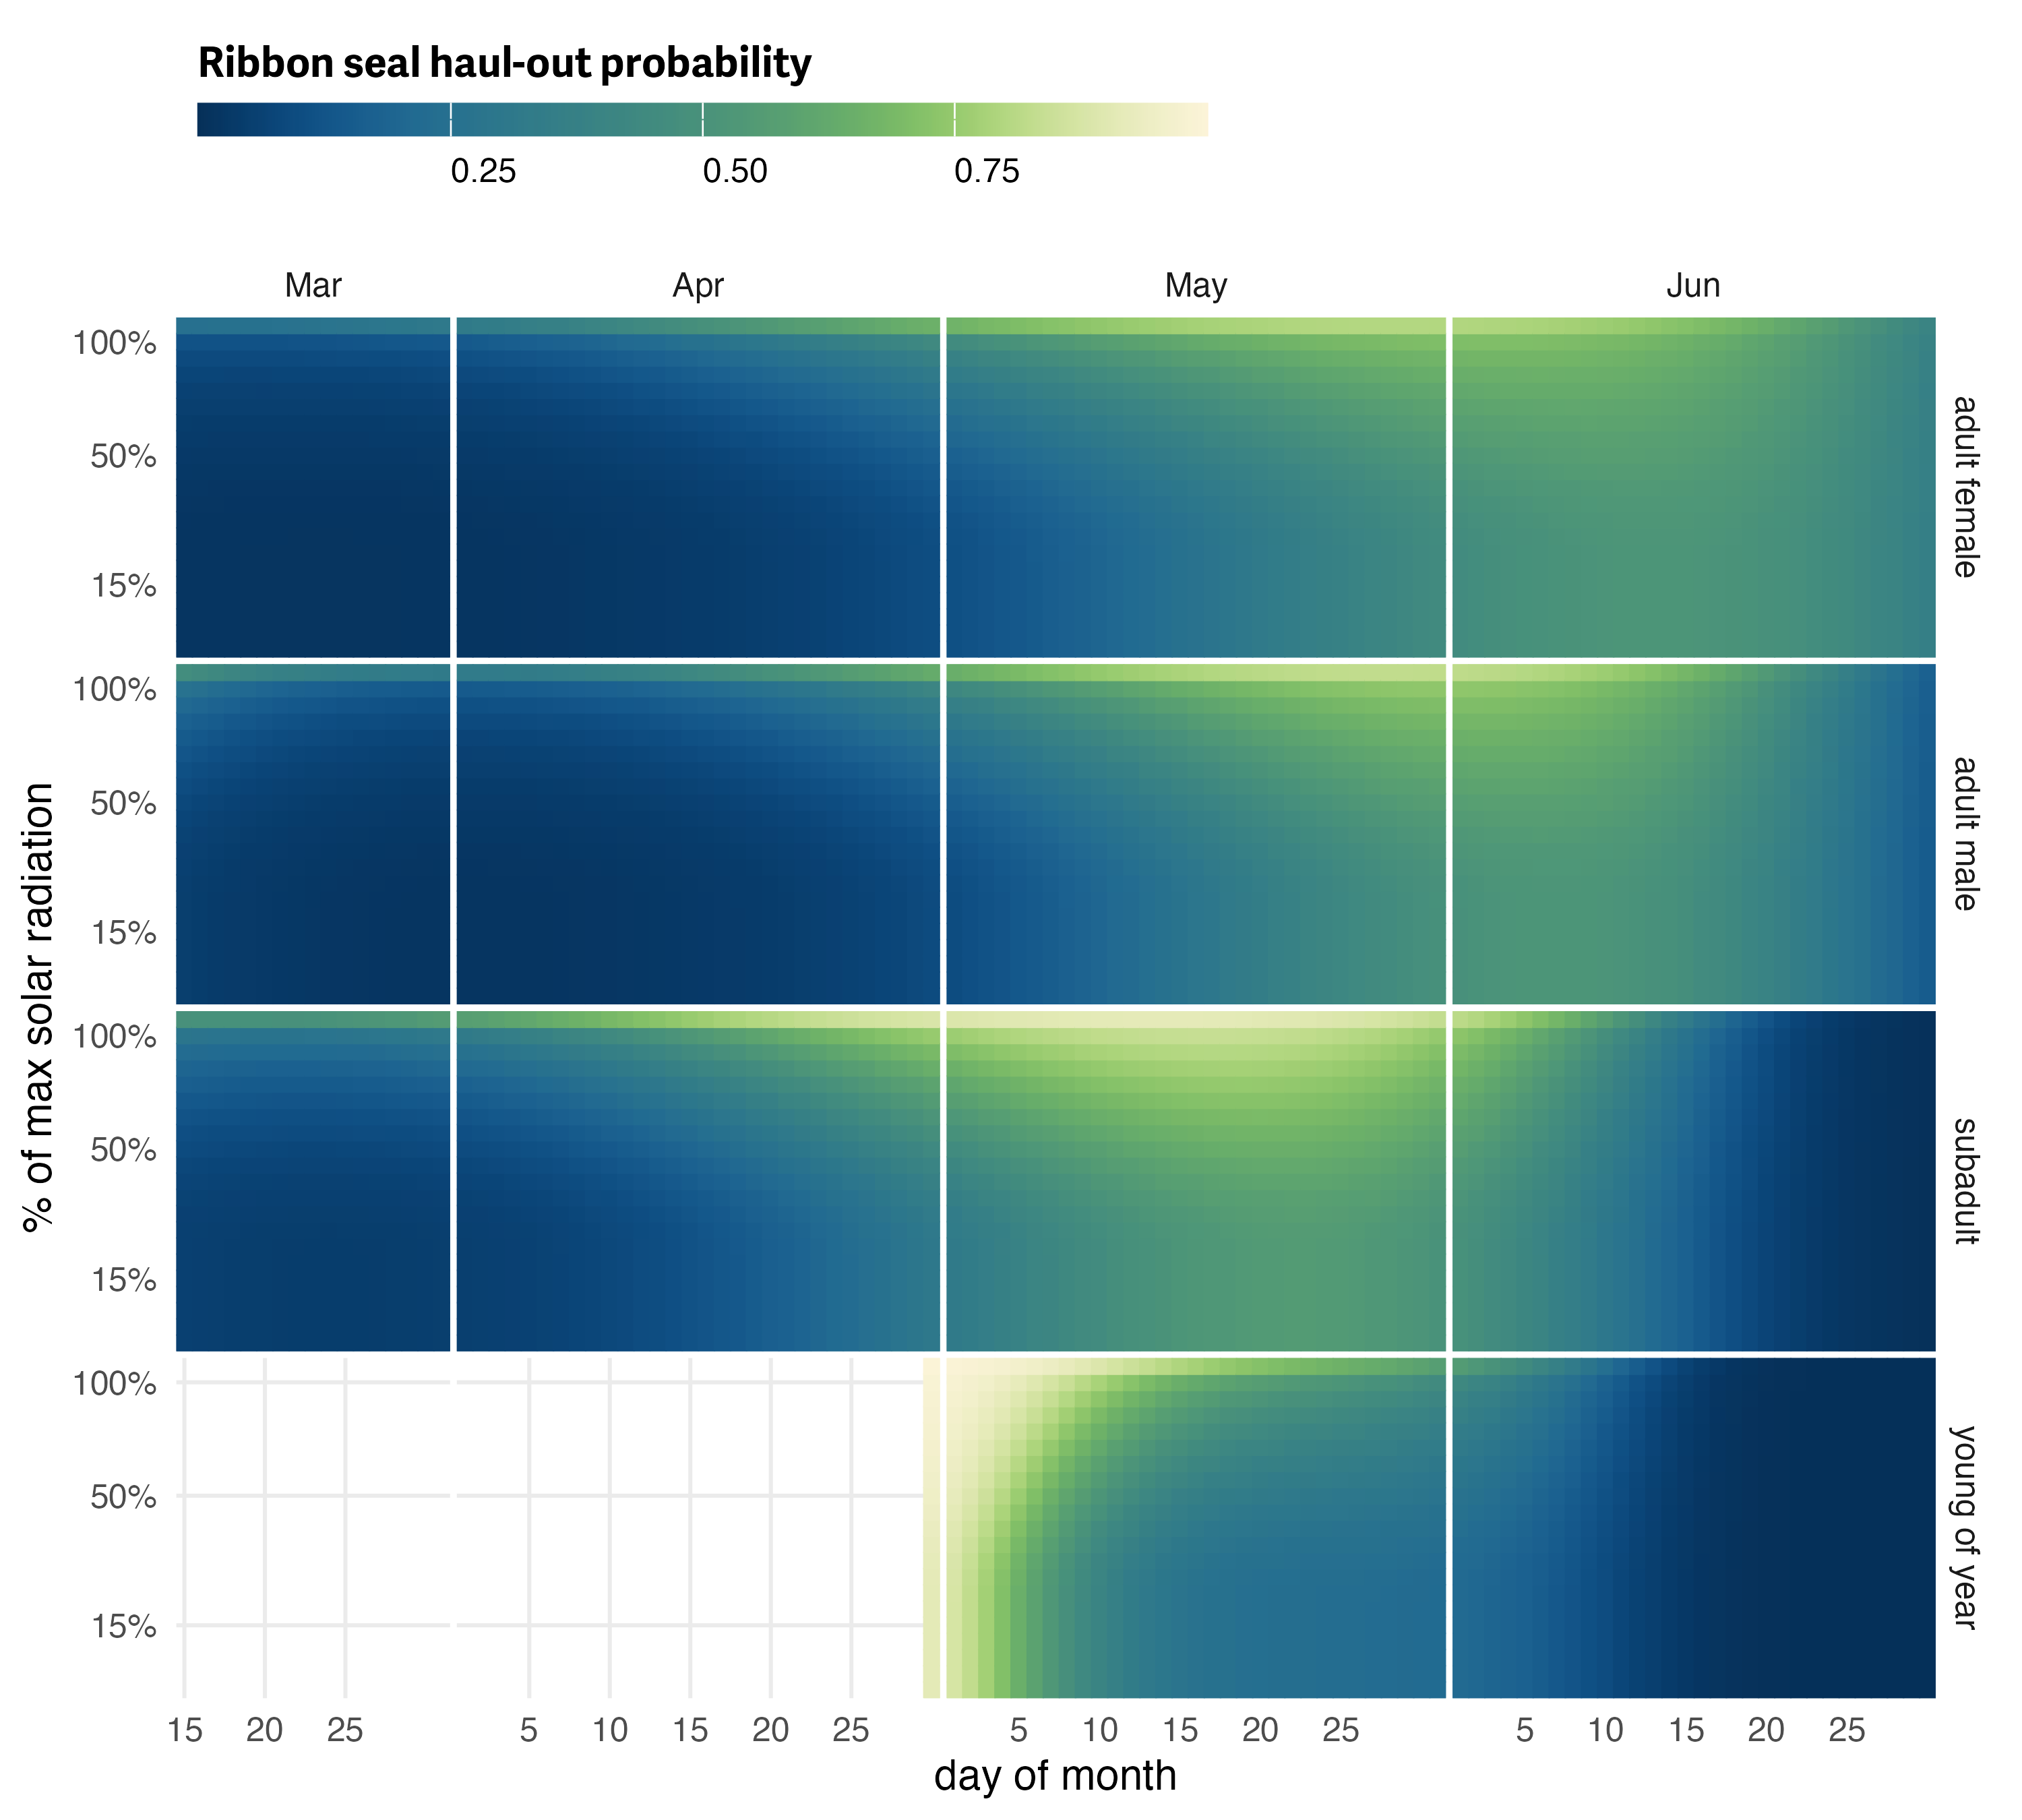 Ribbon seal haul-out probability
0.25 0.50 0.75
Mar Apr May Jun
100%
50%
15%
adult female
100%
50%
15%
adult male
100%
50%
15%
subadult
100%
50%
15%
young of year
% of max solar radiation
15 20 25 5 10 15 20 25 5 10 15 20 25 5 10 15 20 25
day of month